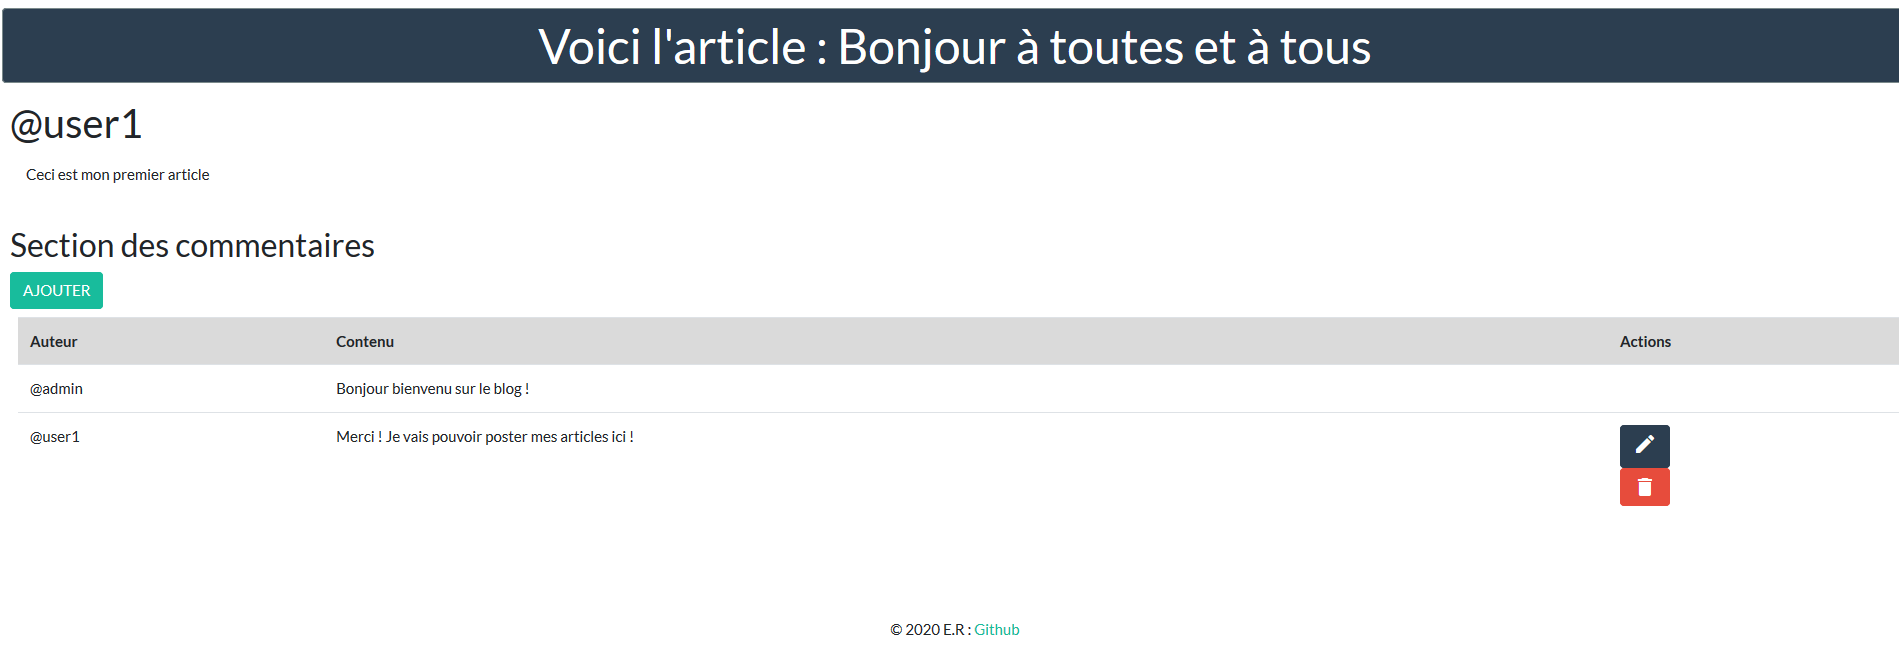 Voici l'article : Bonjour à toutes et à tous
@user1
Ceci est mon premier article
Section des commentaires
AJOUTER
Auteur Contenu Actions
@admin Bonjour bienvenu sur le blog !
@user1 Merci ! Je vais pouvoir poster mes articles ici !
© 2020 E.R : Github